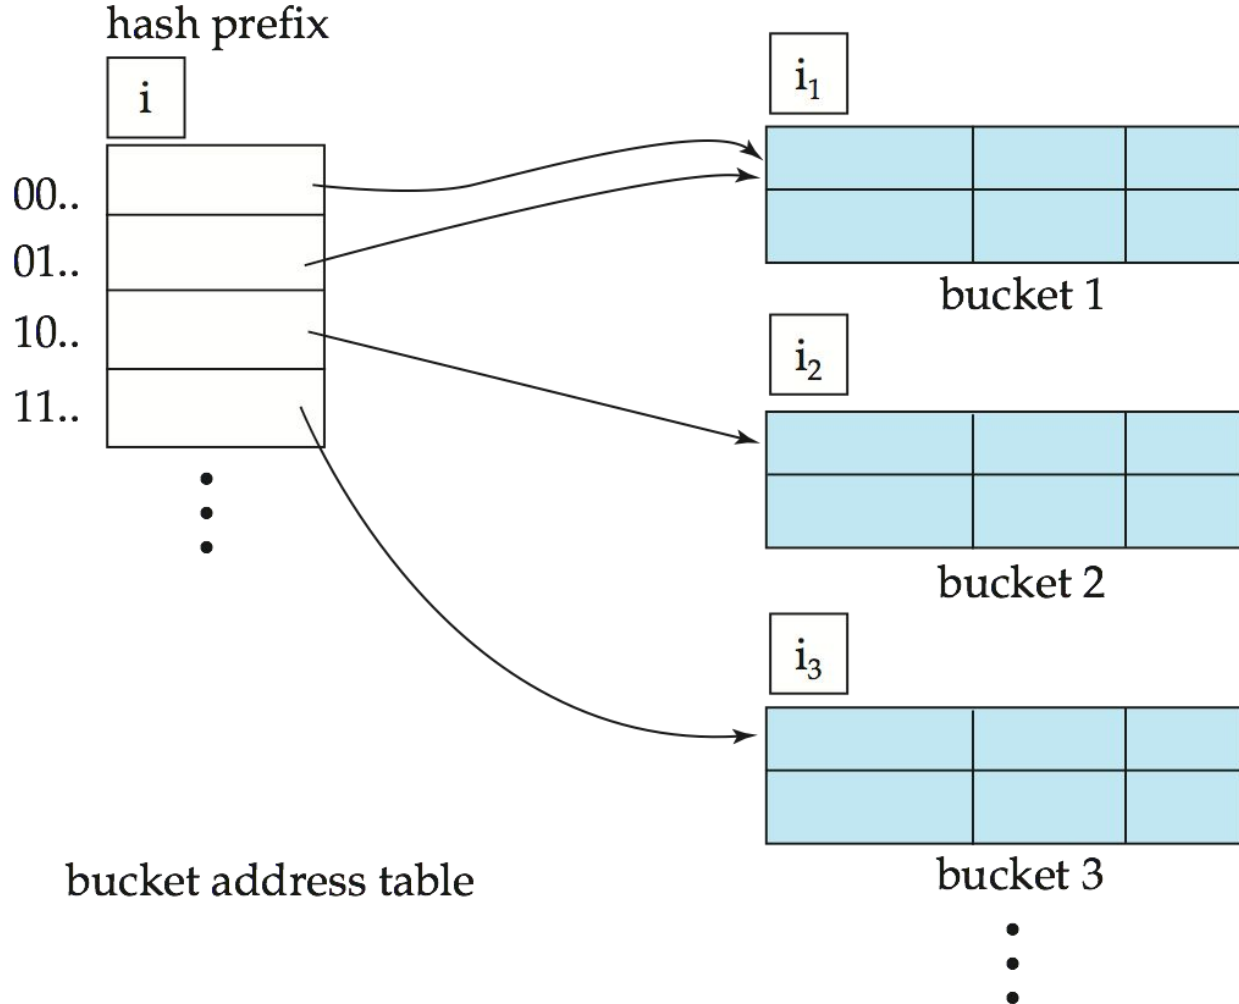 hash prefix
i
00..
01..
10..
11..
bucket address table
i₁
bucket 1
i₂
bucket 2
i₃
bucket 3